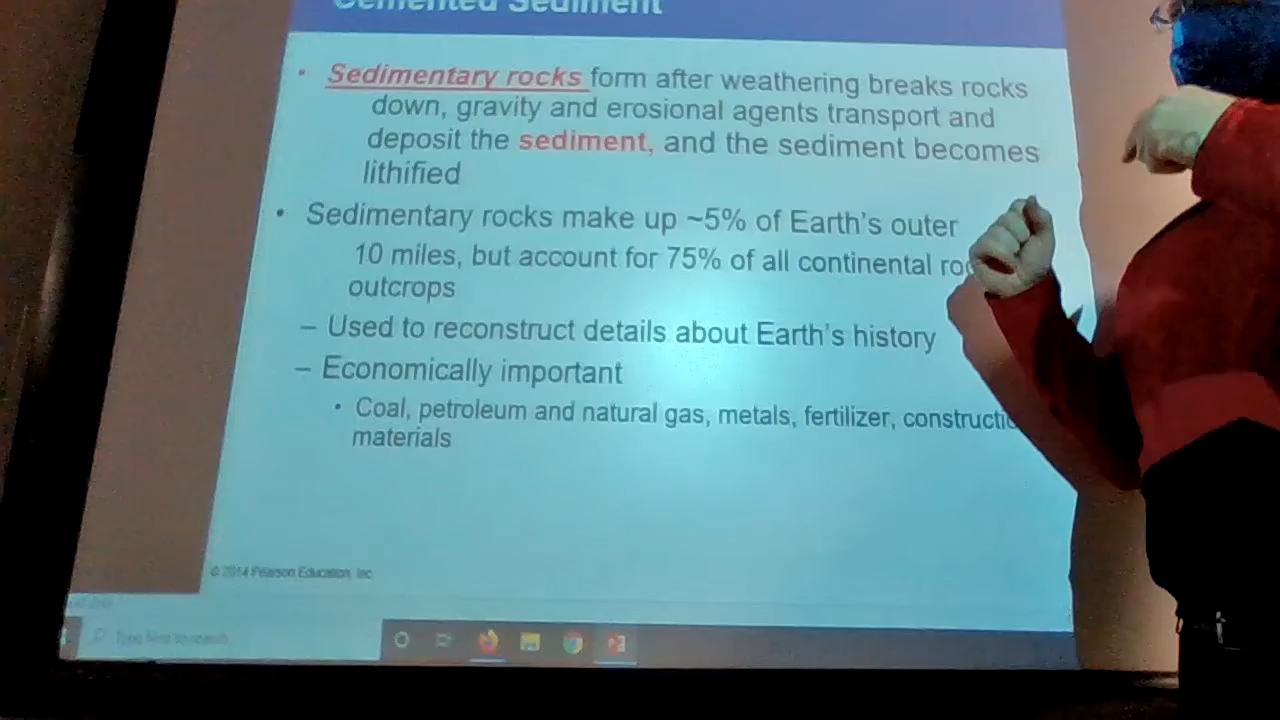 Cemented Sediment
• Sedimentary rocks form after weathering breaks rocks
down, gravity and erosional agents transport and
deposit the sediment, and the sediment becomes
lithified
• Sedimentary rocks make up ~5% of Earth's outer
10 miles, but account for 75% of all continental
outcrops
– Used to reconstruct details about Earth's history
– Economically important
• Coal, petroleum and natural gas, metals, fertilizer,
materials
© 2014 Pearson Education, Inc.
Type here to search